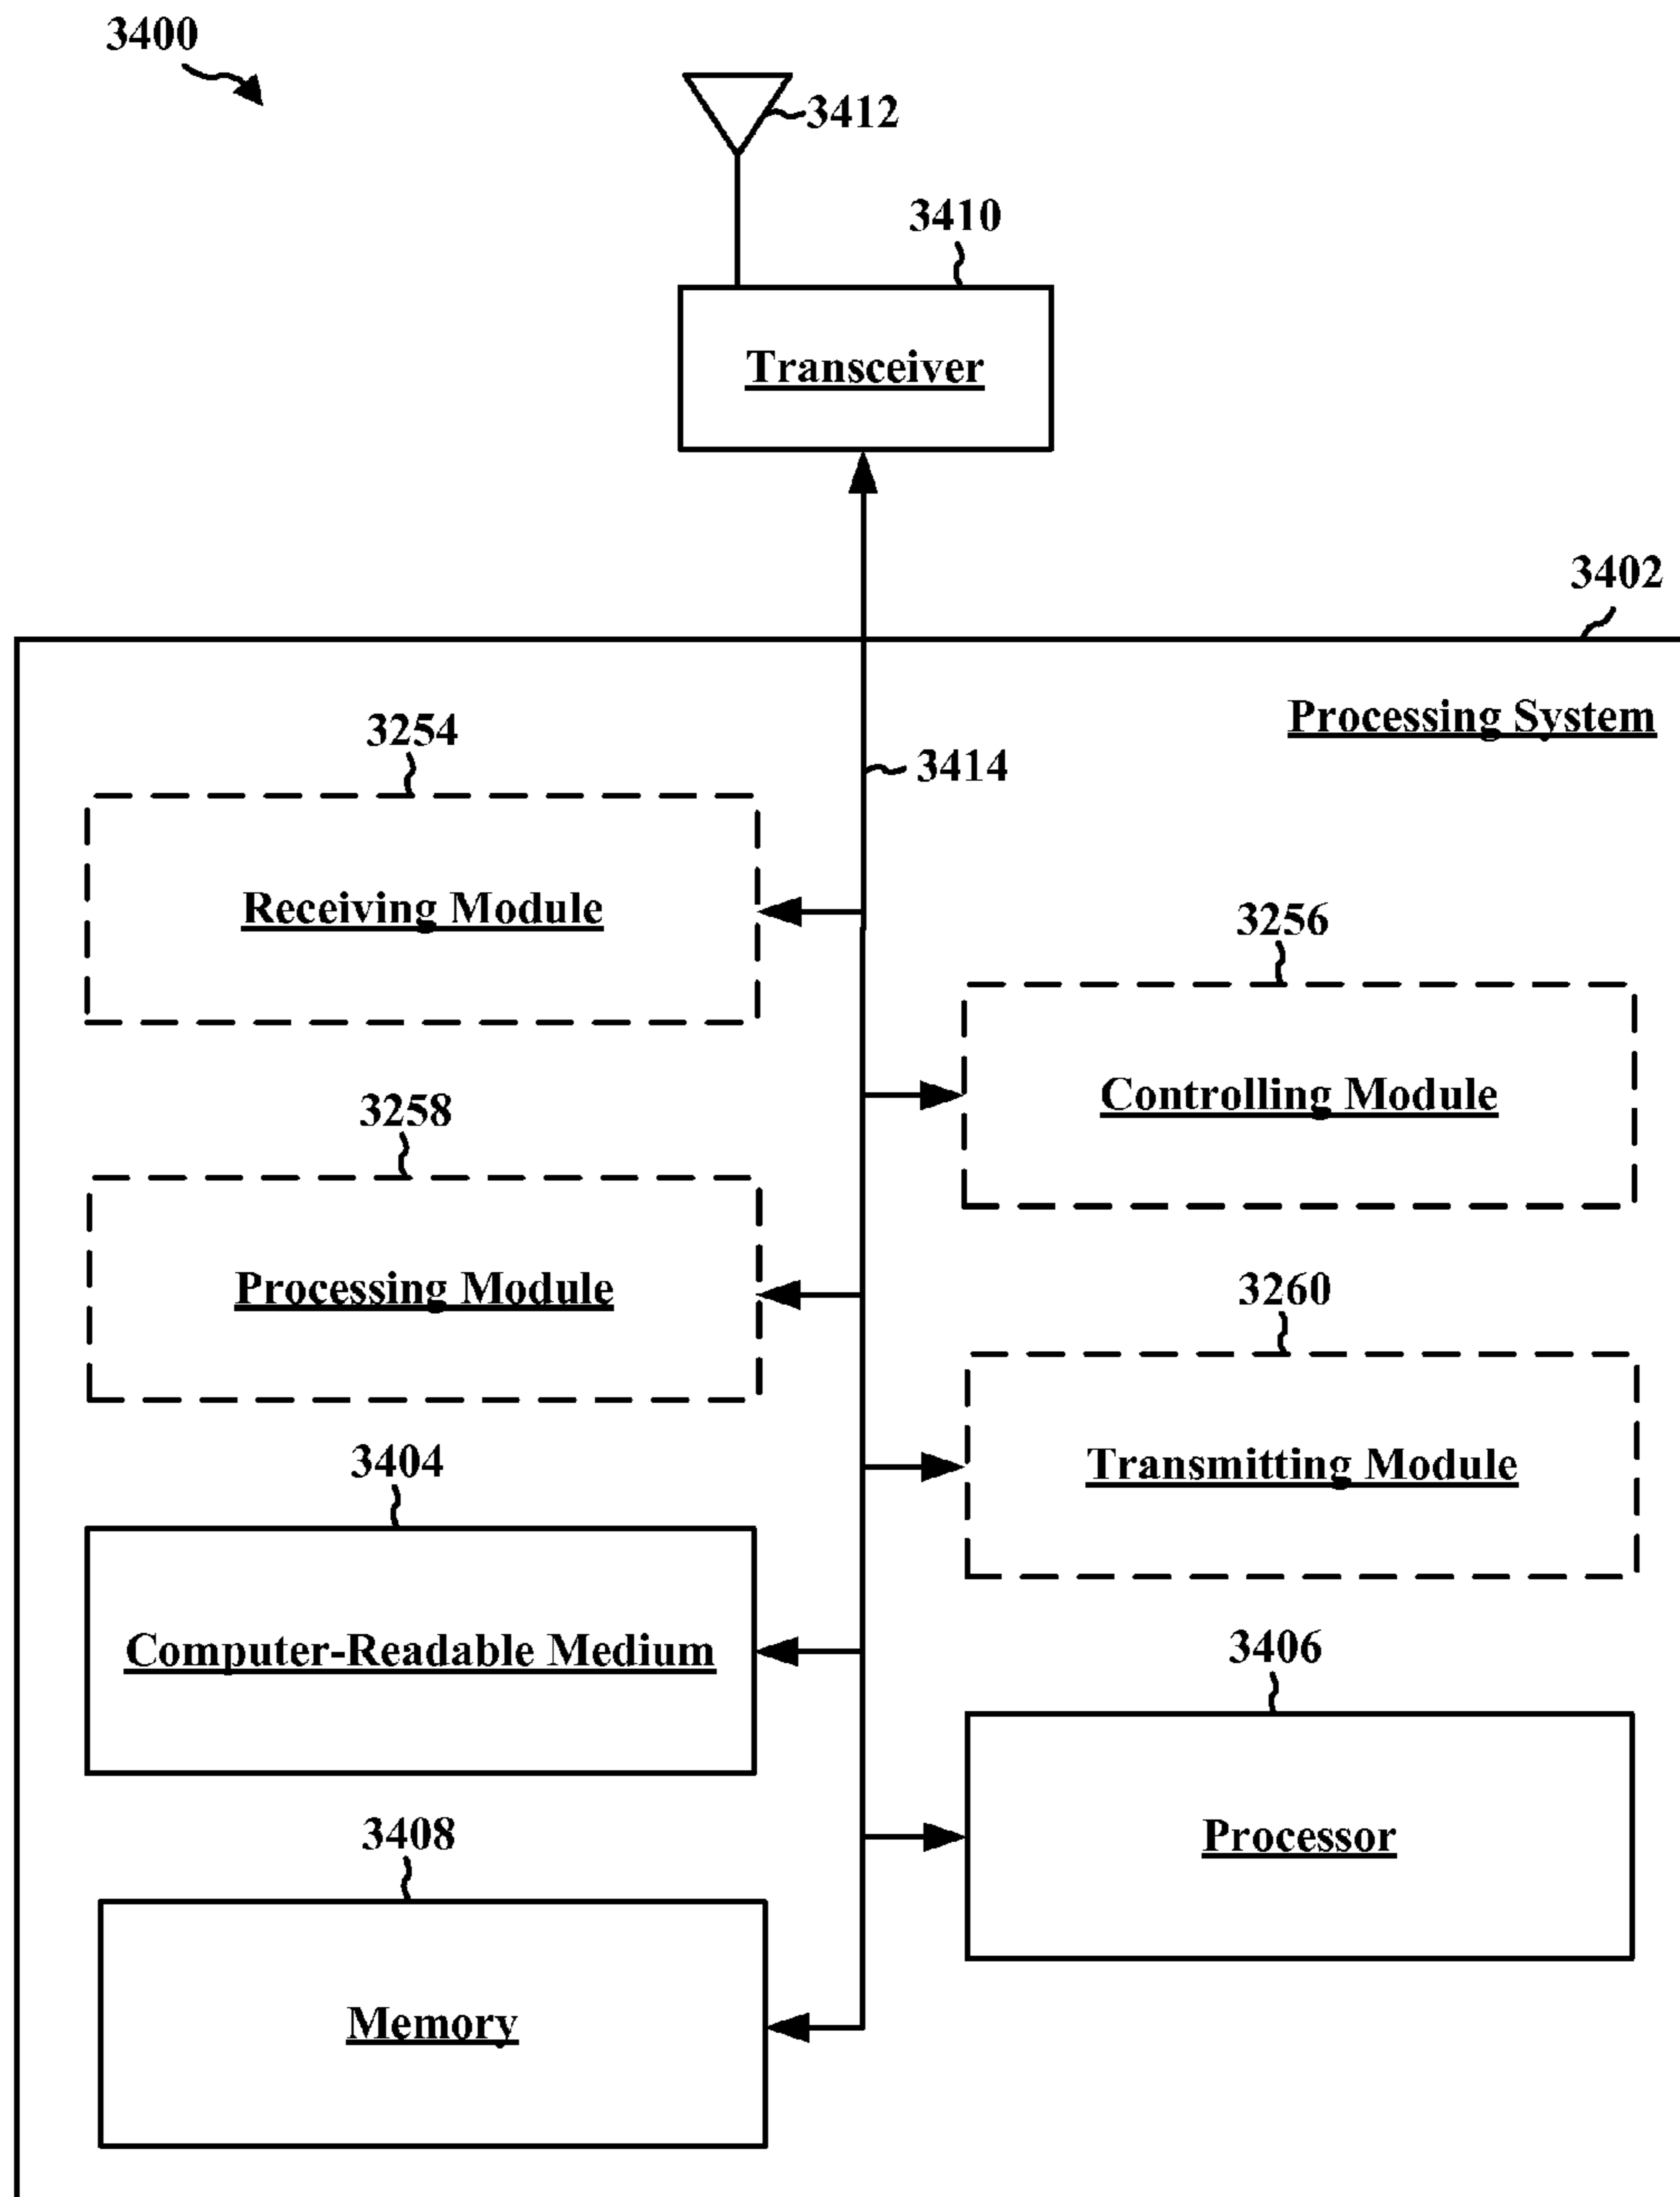 3400
3412
3410
Transceiver
3402
Processing System
3254
3414
Receiving Module
3256
Controlling Module
3258
Processing Module
3260
Transmitting Module
3404
Computer-Readable Medium
3406
Processor
3408
Memory